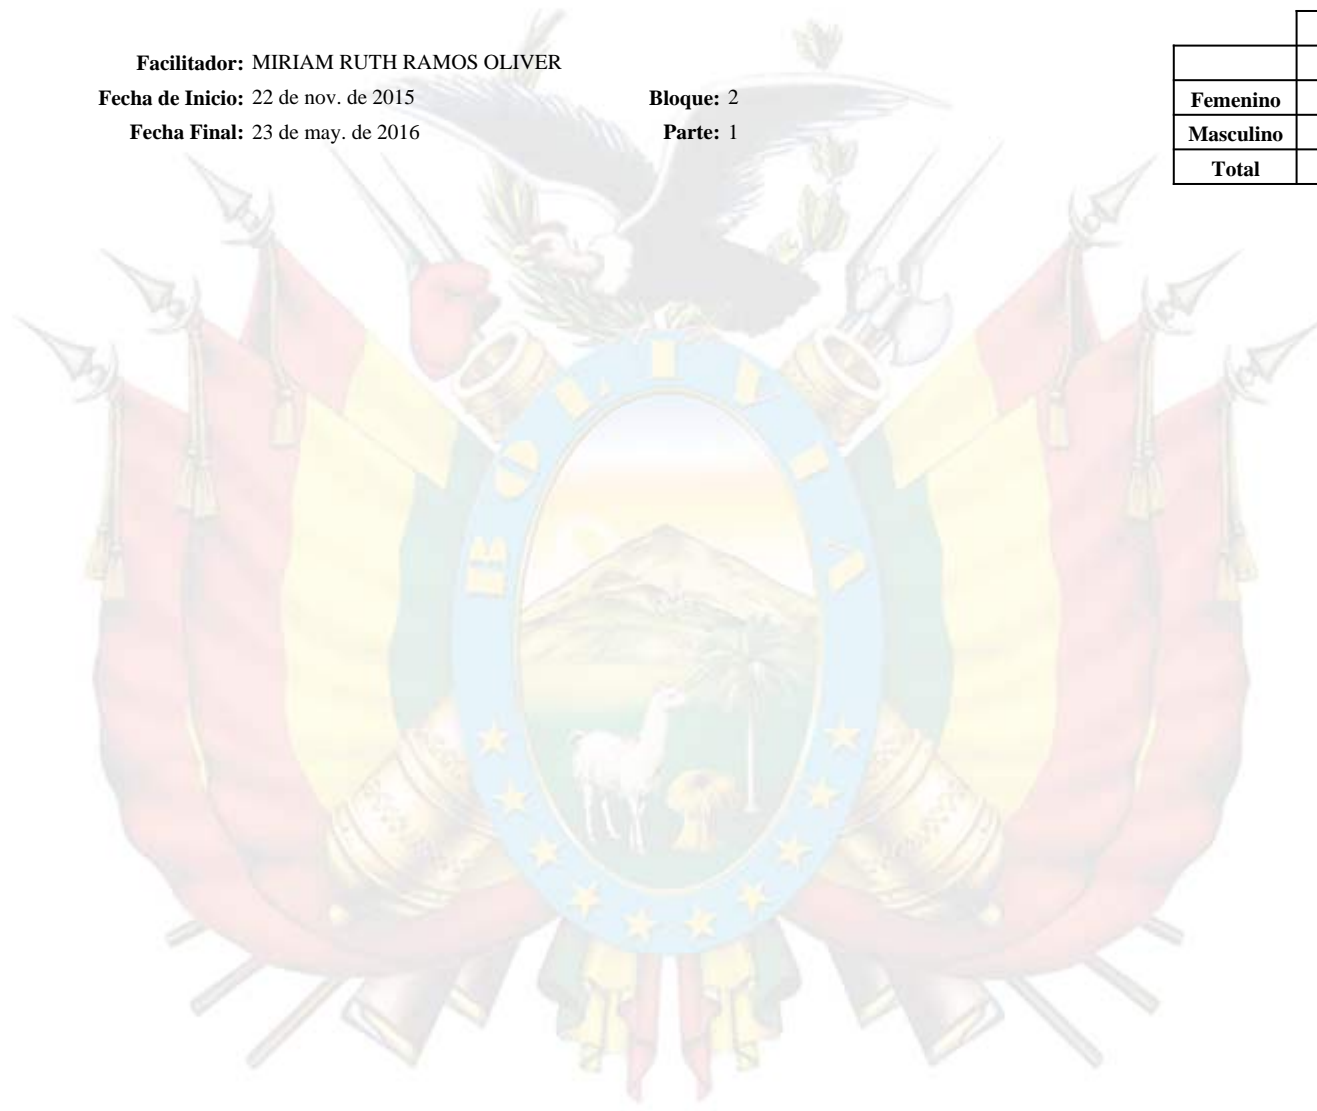 Facilitador: MIRIAM RUTH RAMOS OLIVER
Fecha de Inicio: 22 de nov. de 2015 Bloque: 2
Fecha Final: 23 de may. de 2016 Parte: 1
Femenino
Masculino
Total
BOLIVIA